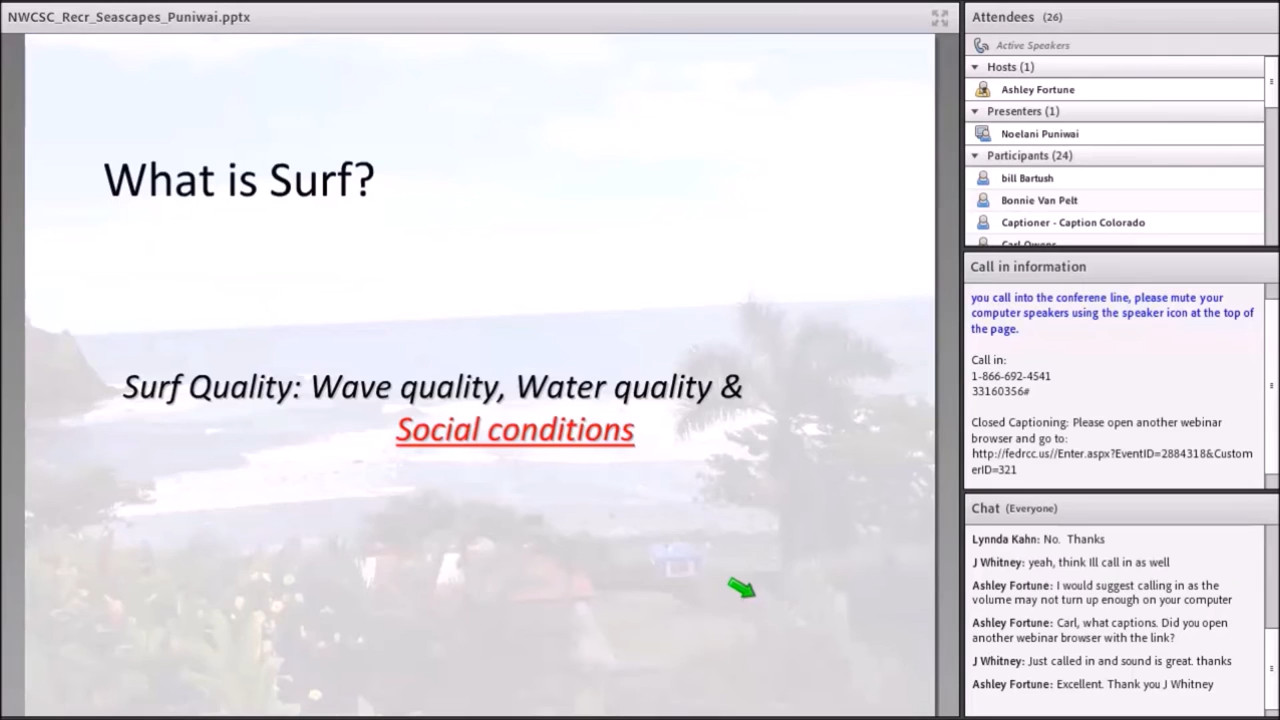 NWCSC_Recr_Seascapes_Puniwai.pptx
What is Surf?
Surf Quality: Wave quality, Water quality &
Social conditions
Attendees (26)
Active Speakers
Hosts (1)
Ashley Fortune
Presenters (1)
Noelani Puniwai
Participants (24)
bill Bartush
Bonnie Van Pelt
Captioner - Caption Colorado
Carl Owens
Call in information
you call into the conferene line, please mute your
computer speakers using the speaker icon at the top of
the page.
Call in:
1-866-692-4541
33160356#
Closed Captioning: Please open another webinar
browser and go to:
http://fedrcc.us//Enter.aspx?EventID=2884318&Custom
erID=321
Chat (Everyone)
Lynnda Kahn: No. Thanks
J Whitney: yeah, think Ill call in as well
Ashley Fortune: I would suggest calling in as the
volume may not turn up enough on your computer
Ashley Fortune: Carl, what captions. Did you open
another webinar browser with the link?
J Whitney: Just called in and sound is great. thanks
Ashley Fortune: Excellent. Thank you J Whitney